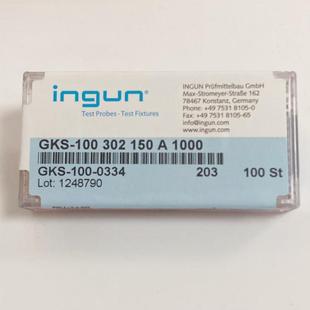 ingun®
Test Probes · Test Fixtures
INGUN Prüfmittelbau GmbH
Max-Stromeyer-Straße 162
78467 Konstanz, Germany
Phone: +49 7531 8105-0
Fax: +49 7531 8105-65
info@ingun.com
www.ingun.com
GKS-100 302 150 A 1000
GKS-100-0334 203 100 St
Lot: 1248790